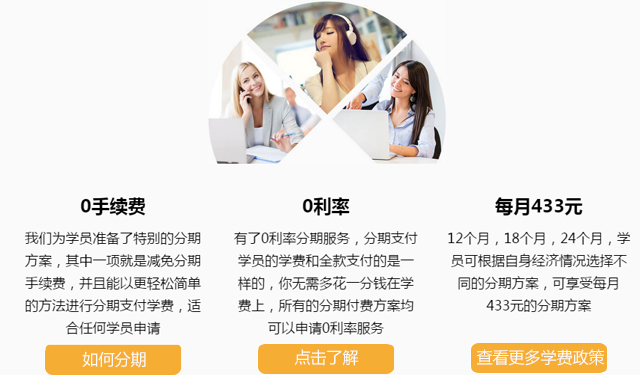 0手续费
我们为学员准备了特别的分期
方案，其中一项就是减免分期
手续费，并且能以更轻松简单
的方法进行分期支付学费，适
合任何学员申请
如何分期
0利率
有了0利率分期服务，分期支付
学员的学费和全款支付的是一
样的，你无需多花一分钱在学
费上，所有的分期付费方案均
可以申请0利率服务
点击了解
每月433元
12个月，18个月，24个月，学
员可根据自身经济情况选择不
同的分期方案，可享受每月
433元的分期方案
查看更多学费政策